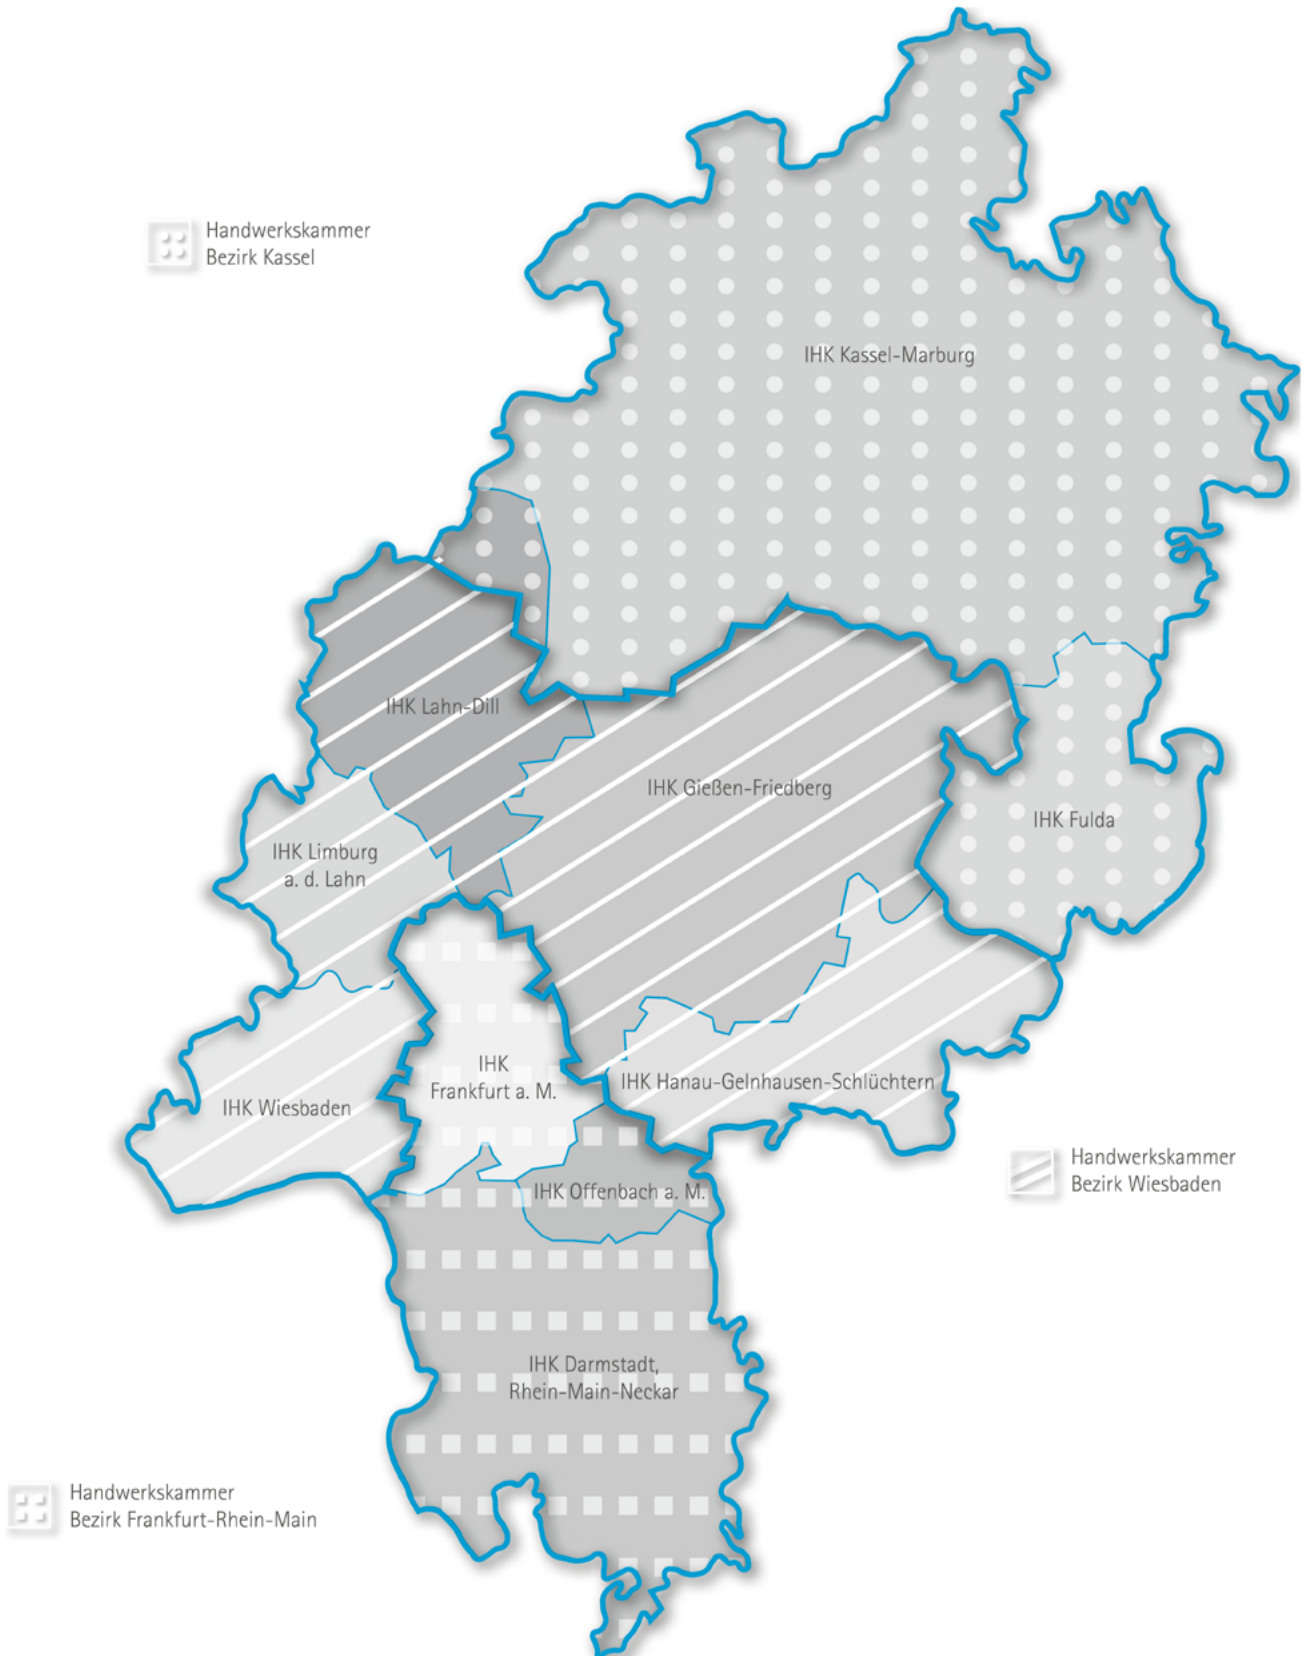 Handwerkskammer
Bezirk Kassel
IHK Kassel-Marburg
IHK Lahn-Dill
IHK Gießen-Friedberg
IHK Fulda
IHK Limburg
a. d. Lahn
IHK
Frankfurt a. M.
IHK Hanau-Gelnhausen-Schlüchtern
IHK Wiesbaden
Handwerkskammer
Bezirk Wiesbaden
IHK Offenbach a. M.
IHK Darmstadt,
Rhein-Main-Neckar
Handwerkskammer
Bezirk Frankfurt-Rhein-Main